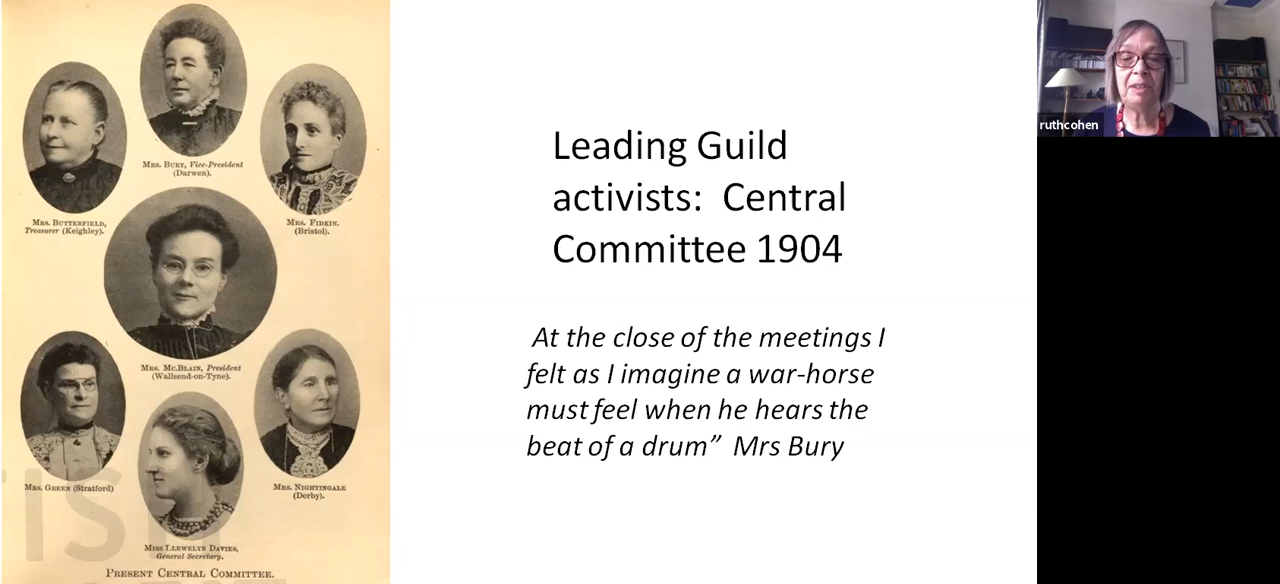 Mrs. Bury, Vice-President
(Darwen).
Mrs. Butterfield,
Treasurer (Keighley).
Mrs. Fidkin.
(Bristol).
Mrs. Mc.Blain, President
(Wallsend-on-Tyne).
Mrs. Green (Stratford)
Mrs. Nightingale
(Derby).
Miss Llewelyn Davies,
General Secretary.
Present Central Committee.
Leading Guild
activists: Central
Committee 1904
At the close of the meetings I
felt as I imagine a war-horse
must feel when he hears the
beat of a drum” Mrs Bury
ruthcohen